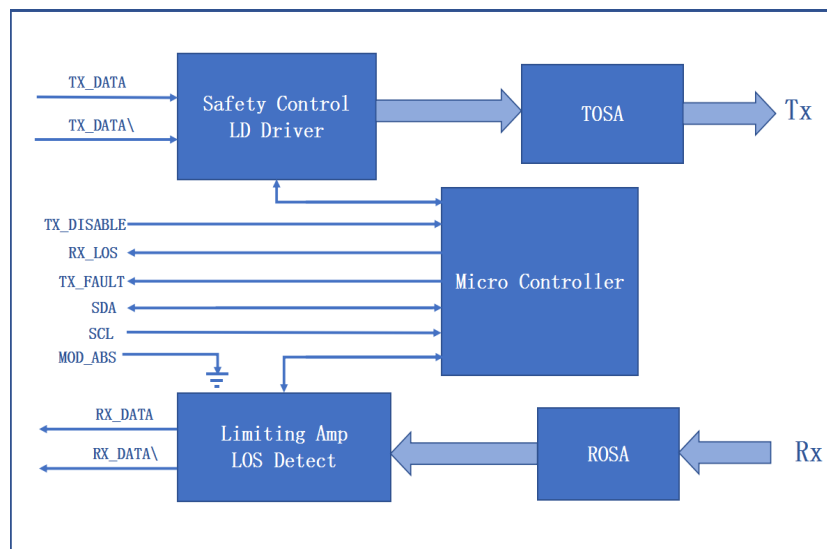 TX_DATA
TX_DATA\
Safety Control
LD Driver
TOSA
Tx
TX_DISABLE
RX_LOS
TX_FAULT
SDA
SCL
MOD_ABS
Micro Controller
RX_DATA
RX_DATA\
Limiting Amp
LOS Detect
ROSA
Rx